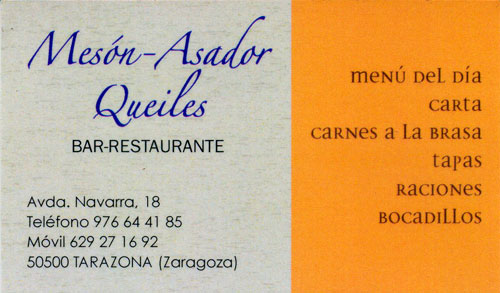 Mesón-Asador
Queiles
BAR-RESTAURANTE
Avda. Navarra, 18
Teléfono 976 64 41 85
Móvil 629 27 16 92
50500 TARAZONA (Zaragoza)
menú del día
carta
carnes a la brasa
tapas
raciones
bocadillos